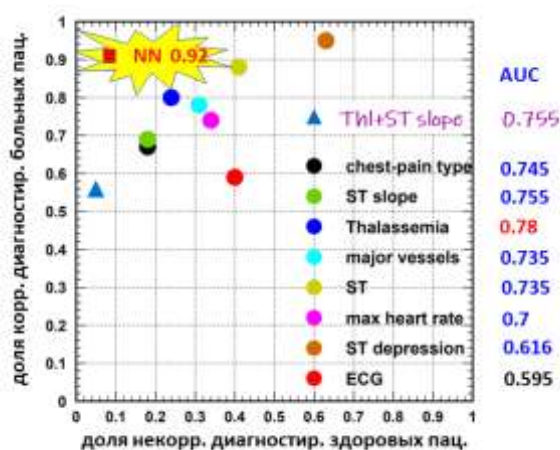 доля корр. диагностир. больных пац.
1
0.9
0.8
0.7
0.6
0.5
0.4
0.3
0.2
0.1
0
NN 0.92
AUC
Thl+ST slope 0.755
chest-pain type 0.745
ST slope 0.755
Thalassemia 0.78
major vessels 0.735
ST 0.735
max heart rate 0.7
ST depression 0.616
ECG 0.595
0 0.1 0.2 0.3 0.4 0.5 0.6 0.7 0.8 0.9 1
доля некорр. диагностир. здоровых пац.